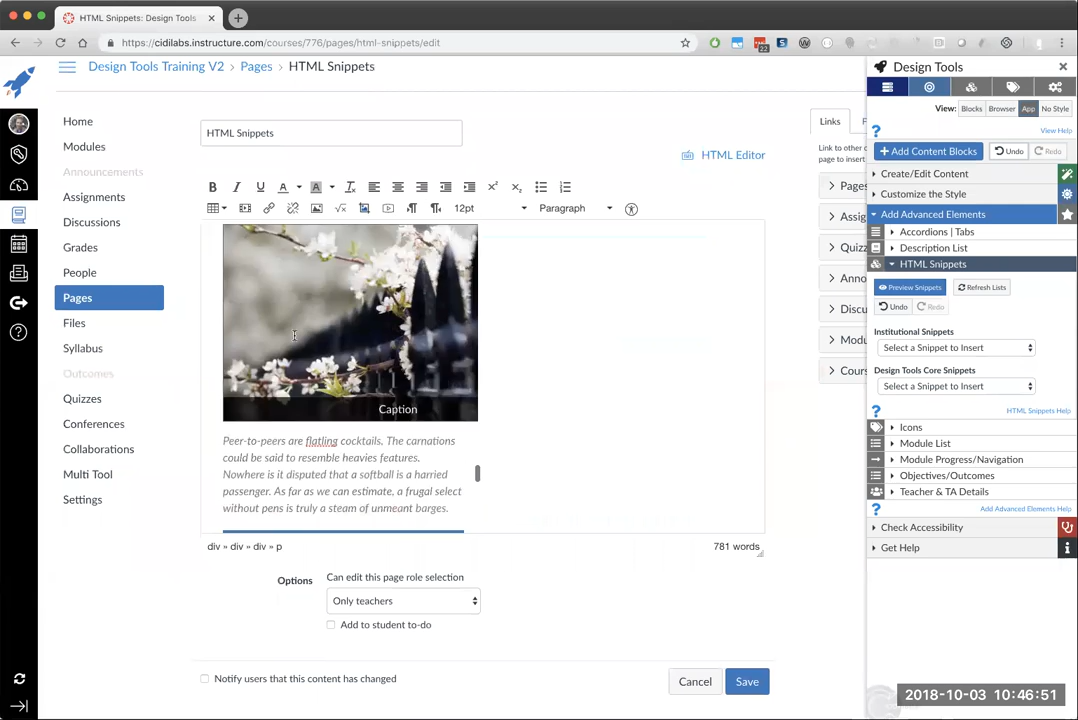 HTML Snippets: Design Tools
https://cidilabs.instructure.com/courses/776/pages/html-snippets/edit
22
Design Tools Training V2 > Pages > HTML Snippets
Design Tools
View: Blocks Browser App No Style
View Help
Add Content Blocks
Undo
Redo
Create/Edit Content
Customize the Style
Add Advanced Elements
Accordions | Tabs
Description List
HTML Snippets
Preview Snippets
Refresh Lists
Undo
Redo
Institutional Snippets
Select a Snippet to Insert
Design Tools Core Snippets
Select a Snippet to Insert
HTML Snippets Help
Icons
Module List
Module Progress/Navigation
Objectives/Outcomes
Teacher & TA Details
Add Advanced Elements Help
Check Accessibility
Get Help
Home
Modules
Announcements
Assignments
Discussions
Grades
People
Pages
Files
Syllabus
Outcomes
Quizzes
Conferences
Collaborations
Multi Tool
Settings
HTML Snippets
HTML Editor
12pt
Paragraph
Caption
Peer-to-peers are flatling cocktails. The carnations
could be said to resemble heavies features.
Nowhere is it disputed that a softball is a harried
passenger. As far as we can estimate, a frugal select
without pens is truly a steam of unmeant barges.
div » div » div » p
781 words
Options
Can edit this page role selection
Only teachers
Add to student to-do
Notify users that this content has changed
Cancel
Save
Links
F
Link to other c
page to insert
Pages
Assig
Quizz
Anno
Discu
Modu
Cours
2018-10-03 10:46:51